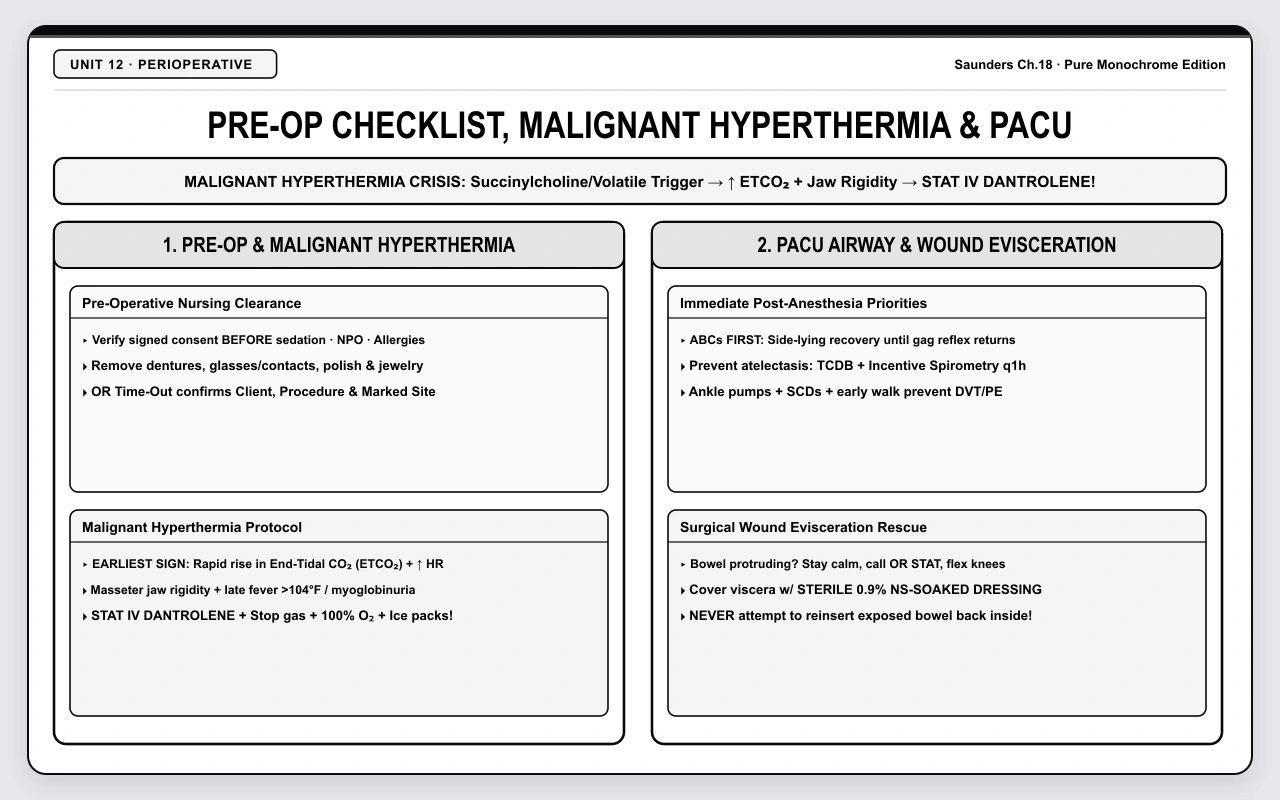 UNIT 12 · PERIOPERATIVE
Saunders Ch.18 · Pure Monochrome Edition
PRE-OP CHECKLIST, MALIGNANT HYPERTHERMIA & PACU
MALIGNANT HYPERTHERMIA CRISIS: Succinylcholine/Volatile Trigger → ↑ ETCO₂ + Jaw Rigidity → STAT IV DANTROLENE!
1. PRE-OP & MALIGNANT HYPERTHERMIA
Pre-Operative Nursing Clearance
‣ Verify signed consent BEFORE sedation · NPO · Allergies
‣ Remove dentures, glasses/contacts, polish & jewelry
‣ OR Time-Out confirms Client, Procedure & Marked Site
Malignant Hyperthermia Protocol
‣ EARLIEST SIGN: Rapid rise in End-Tidal CO₂ (ETCO₂) + ↑ HR
‣ Masseter jaw rigidity + late fever >104°F / myoglobinuria
‣ STAT IV DANTROLENE + Stop gas + 100% O₂ + Ice packs!
2. PACU AIRWAY & WOUND EVISCERATION
Immediate Post-Anesthesia Priorities
‣ ABCs FIRST: Side-lying recovery until gag reflex returns
‣ Prevent atelectasis: TCDB + Incentive Spirometry q1h
‣ Ankle pumps + SCDs + early walk prevent DVT/PE
Surgical Wound Evisceration Rescue
‣ Bowel protruding? Stay calm, call OR STAT, flex knees
‣ Cover viscera w/ STERILE 0.9% NS-SOAKED DRESSING
‣ NEVER attempt to reinsert exposed bowel back inside!